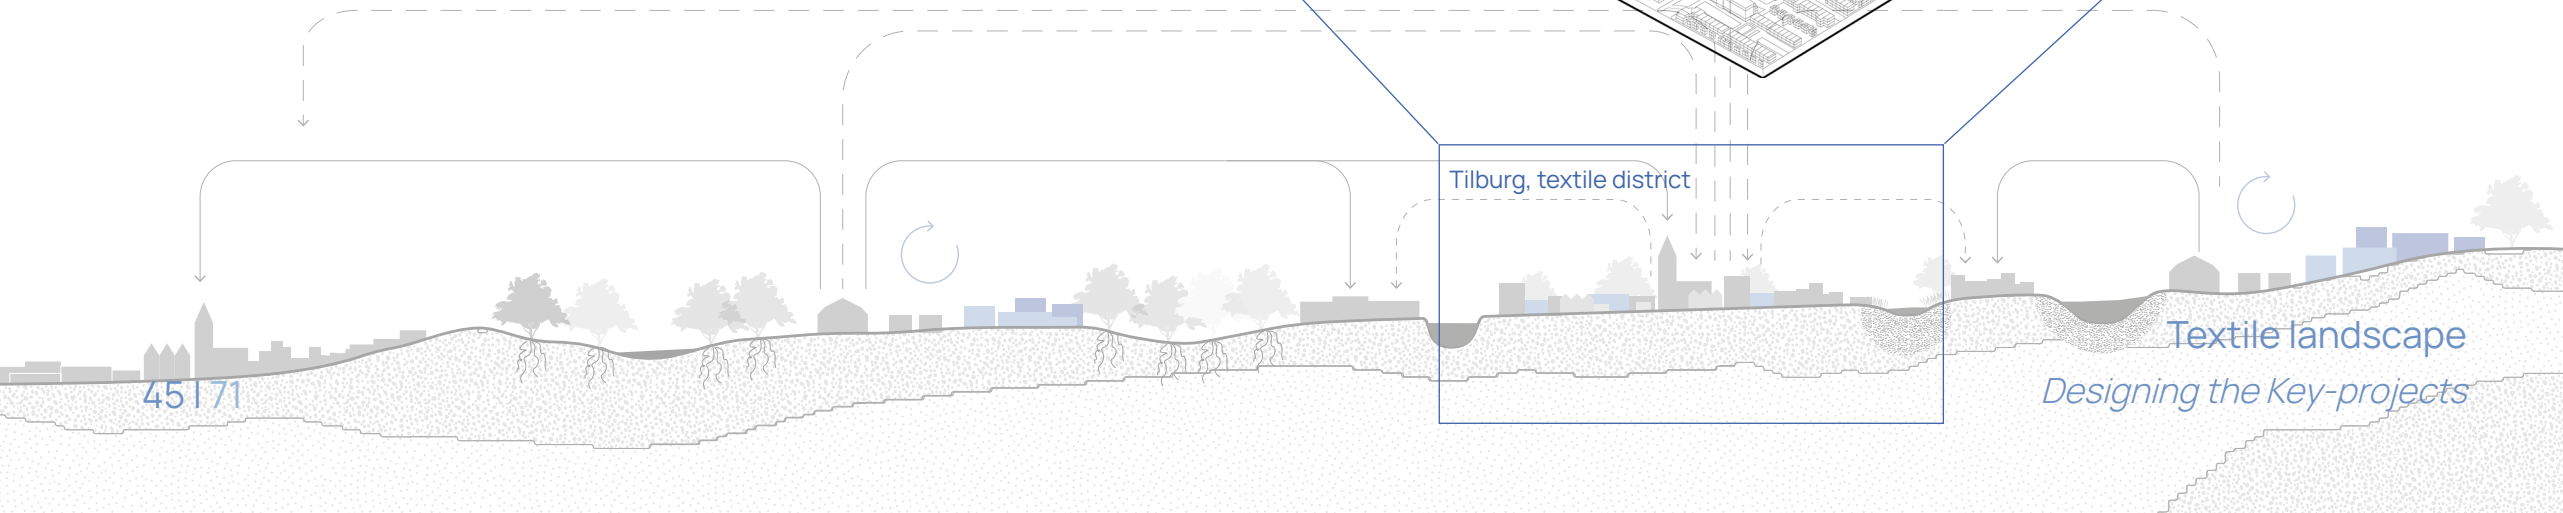 Tilburg, textile district
Textile landscape
45 | 71
Designing the Key-projects